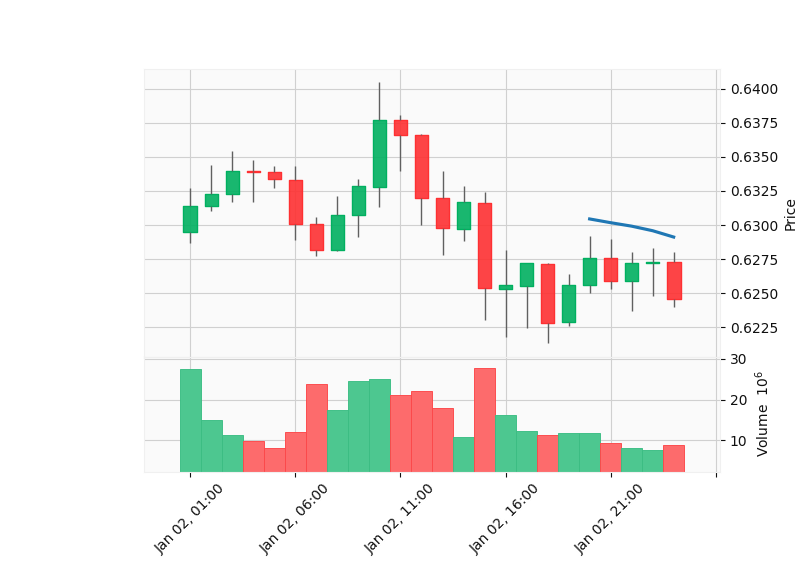 0.6400
0.6375
0.6350
0.6325
0.6300
0.6275
0.6250
0.6225
Price
30
20
10
Volume 10⁶
Jan 02, 01:00
Jan 02, 06:00
Jan 02, 11:00
Jan 02, 16:00
Jan 02, 21:00